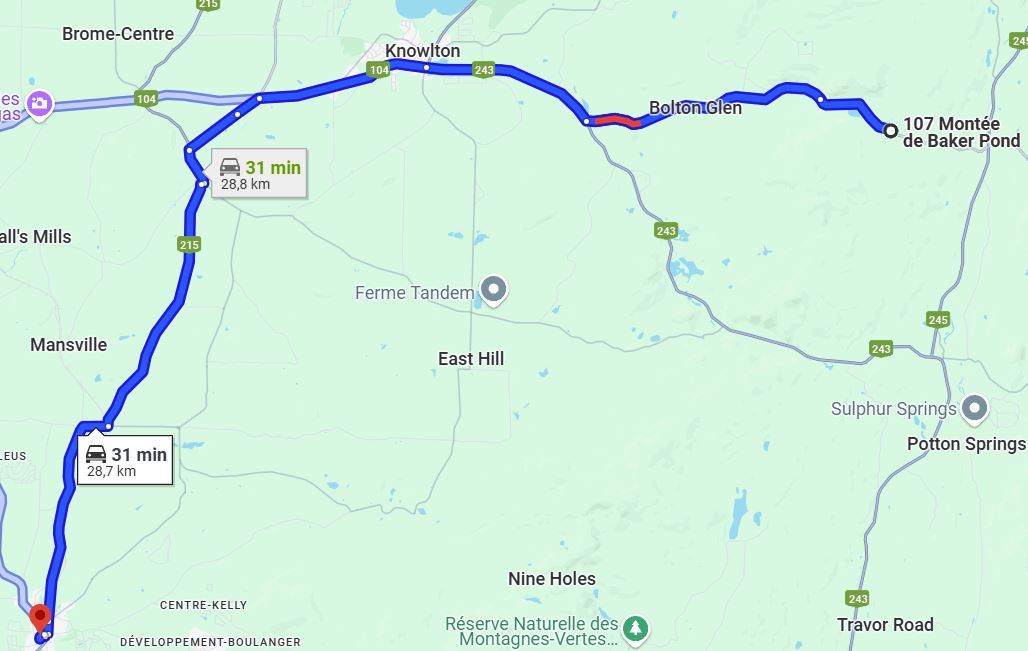 215
Brome-Centre
245
Knowlton
104
243
es
gas
104
Bolton Glen
107 Montée
de Baker Pond
31 min
28,8 km
all's Mills
215
243
Ferme Tandem
245
Mansville
East Hill
243
Sulphur Springs
Potton Springs
31 min
28,7 km
LEUS
Nine Holes
CENTRE-KELLY
243
Réserve Naturelle des
Montagnes-Vertes...
Travor Road
DÉVELOPPEMENT-BOULANGER